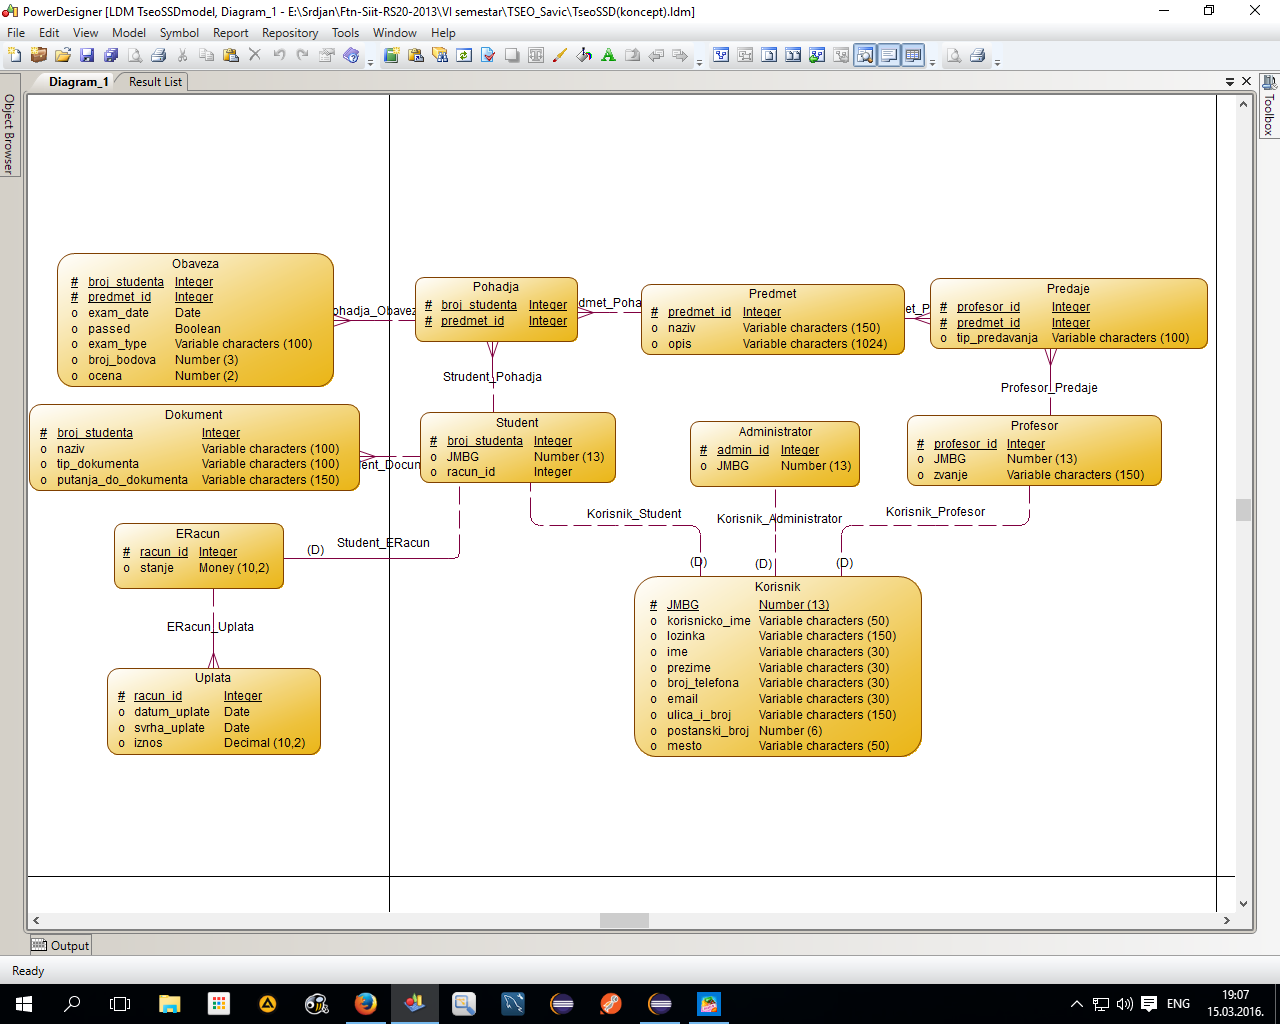 PowerDesigner [LDM TseoSSDmodel, Diagram_1 - E:\Srdjan\Ftn-Siit-RS20-2013\VI semestar\TSEO_Savic\TseoSSD(koncept).ldm]
File Edit View Model Symbol Report Repository Tools Window Help
Diagram_1 Result List
Object Browser
Toolbox
Obaveza
# broj_studenta Integer
# predmet_id Integer
o exam_date Date
o passed Boolean
o exam_type Variable characters (100)
o broj_bodova Number (3)
o ocena Number (2)
ohadja_Obavez
Pohadja
# broj_studenta Integer
# predmet_id Integer
dmet_Poha
Predmet
# predmet_id Integer
o naziv Variable characters (150)
o opis Variable characters (1024)
et_P
Predaje
# profesor_id Integer
# predmet_id Integer
o tip_predavanja Variable characters (100)
Strudent_Pohadja
Profesor_Predaje
Dokument
# broj_studenta Integer
o naziv Variable characters (100)
o tip_dokumenta Variable characters (100)
o putanja_do_dokumenta Variable characters (150)
ent_Docun
Student
# broj_studenta Integer
o JMBG Number (13)
o racun_id Integer
Administrator
# admin_id Integer
o JMBG Number (13)
Profesor
# profesor_id Integer
o JMBG Number (13)
o zvanje Variable characters (150)
Korisnik_Student
Korisnik_Administrator
Korisnik_Profesor
ERacun
# racun_id Integer
o stanje Money (10,2)
(D)
Student_ERacun
(D)
(D)
(D)
ERacun_Uplata
Korisnik
# JMBG Number (13)
o korisnicko_ime Variable characters (50)
o lozinka Variable characters (150)
o ime Variable characters (30)
o prezime Variable characters (30)
o broj_telefona Variable characters (30)
o email Variable characters (30)
o ulica_i_broj Variable characters (150)
o postanski_broj Number (6)
o mesto Variable characters (50)
Uplata
# racun_id Integer
o datum_uplate Date
o svrha_uplate Date
o iznos Decimal (10,2)
Output
Ready
ENG
19:07
15.03.2016.